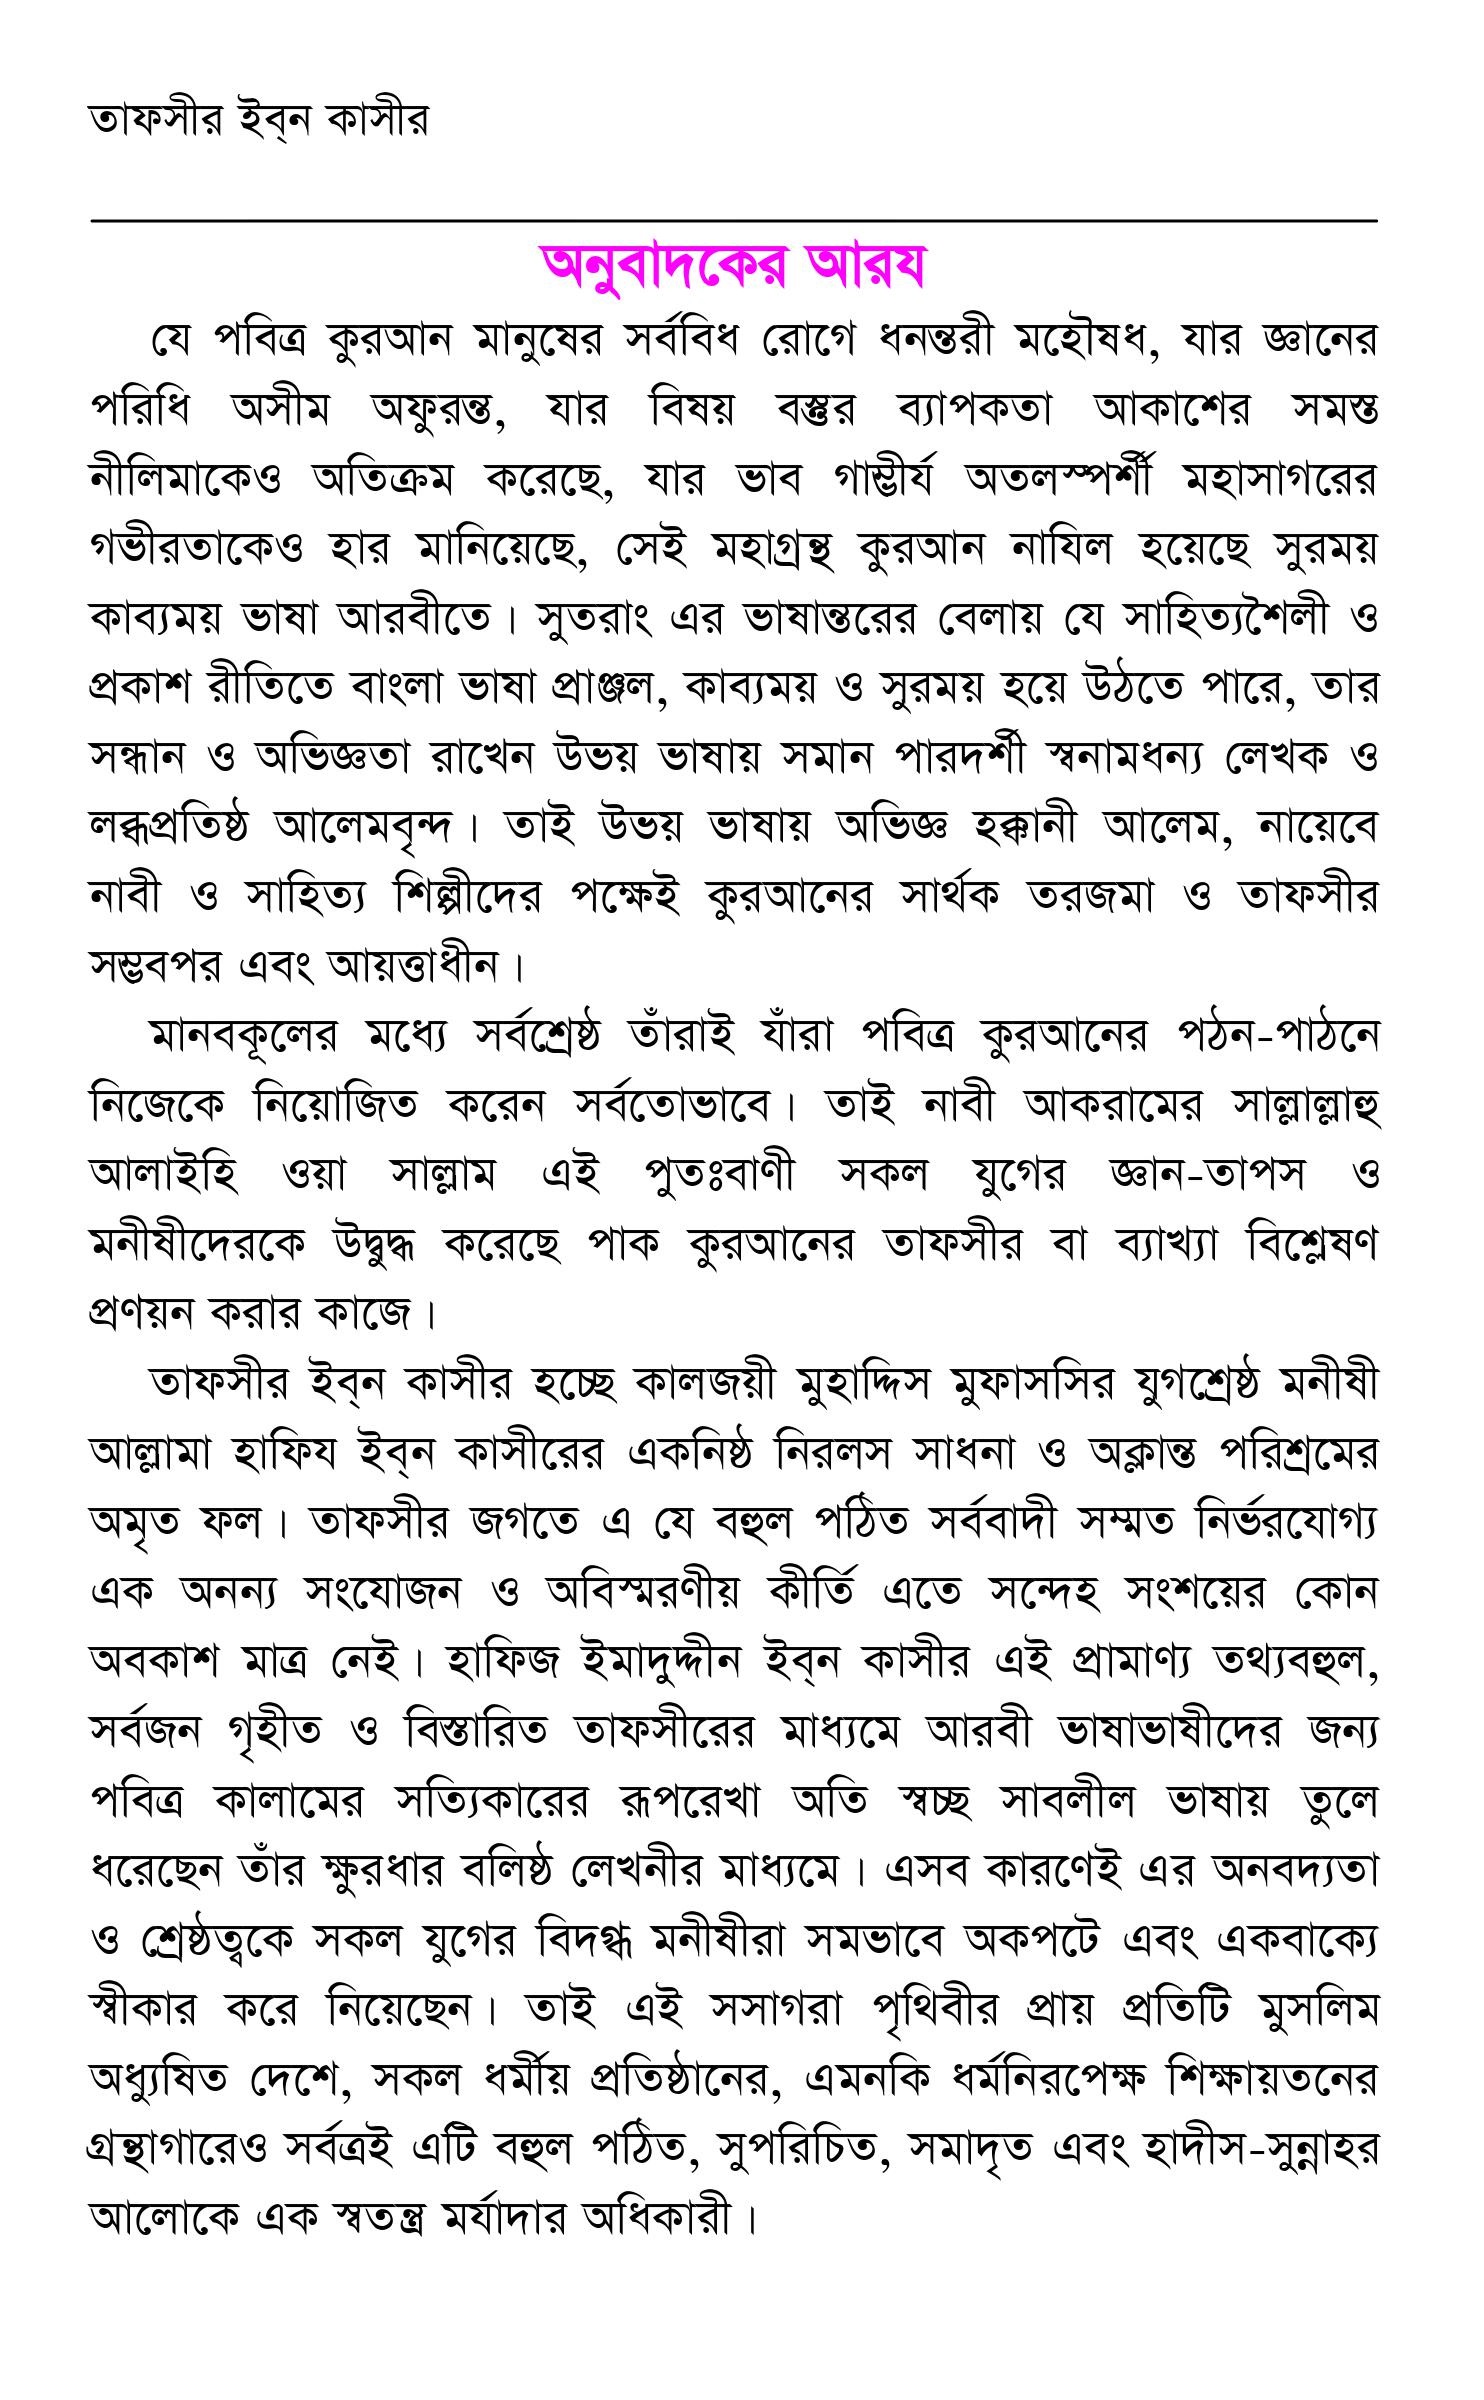 তাফসীর ইব্‌ন কাসীর
অনুবাদকের আরয
যে পবিত্র কুরআন মানুষের সর্ববিধ রোগে ধনন্তরী মহৌষধ, যার জ্ঞানের
পরিধি অসীম অফুরন্ত, যার বিষয় বস্তুর ব্যাপকতা আকাশের সমস্ত
নীলিমাকেও অতিক্রম করেছে, যার ভাব গাম্ভীর্য অতলস্পর্শী মহাসাগরের
গভীরতাকেও হার মানিয়েছে, সেই মহাগ্রন্থ কুরআন নাযিল হয়েছে সুরময়
কাব্যময় ভাষা আরবীতে। সুতরাং এর ভাষান্তরের বেলায় যে সাহিত্যশৈলী ও
প্রকাশ রীতিতে বাংলা ভাষা প্রাঞ্জল, কাব্যময় ও সুরময় হয়ে উঠতে পারে, তার
সন্ধান ও অভিজ্ঞতা রাখেন উভয় ভাষায় সমান পারদর্শী স্বনামধন্য লেখক ও
লব্ধপ্রতিষ্ঠ আলেমবৃন্দ। তাই উভয় ভাষায় অভিজ্ঞ হক্কানী আলেম, নায়েবে
নাবী ও সাহিত্য শিল্পীদের পক্ষেই কুরআনের সার্থক তরজমা ও তাফসীর
সম্ভবপর এবং আয়ত্তাধীন।
মানবকূলের মধ্যে সর্বশ্রেষ্ঠ তাঁরাই যাঁরা পবিত্র কুরআনের পঠন-পাঠনে
নিজেকে নিয়োজিত করেন সর্বতোভাবে। তাই নাবী আকরামের সাল্লাল্লাহু
আলাইহি ওয়া সাল্লাম এই পুতঃবাণী সকল যুগের জ্ঞান-তাপস ও
মনীষীদেরকে উদ্বুদ্ধ করেছে পাক কুরআনের তাফসীর বা ব্যাখ্যা বিশ্লেষণ
প্রণয়ন করার কাজে।
তাফসীর ইব্‌ন কাসীর হচ্ছে কালজয়ী মুহাদ্দিস মুফাসসির যুগশ্রেষ্ঠ মনীষী
আল্লামা হাফিয ইব্‌ন কাসীরের একনিষ্ঠ নিরলস সাধনা ও অক্লান্ত পরিশ্রমের
অমৃত ফল। তাফসীর জগতে এ যে বহুল পঠিত সর্ববাদী সম্মত নির্ভরযোগ্য
এক অনন্য সংযোজন ও অবিস্মরণীয় কীর্তি এতে সন্দেহ সংশয়ের কোন
অবকাশ মাত্র নেই। হাফিজ ইমাদুদ্দীন ইব্‌ন কাসীর এই প্রামাণ্য তথ্যবহুল,
সর্বজন গৃহীত ও বিস্তারিত তাফসীরের মাধ্যমে আরবী ভাষাভাষীদের জন্য
পবিত্র কালামের সত্যিকারের রূপরেখা অতি স্বচ্ছ সাবলীল ভাষায় তুলে
ধরেছেন তাঁর ক্ষুরধার বলিষ্ঠ লেখনীর মাধ্যমে। এসব কারণেই এর অনবদ্যতা
ও শ্রেষ্ঠত্বকে সকল যুগের বিদগ্ধ মনীষীরা সমভাবে অকপটে এবং একবাক্যে
স্বীকার করে নিয়েছেন। তাই এই সসাগরা পৃথিবীর প্রায় প্রতিটি মুসলিম
অধ্যুষিত দেশে, সকল ধর্মীয় প্রতিষ্ঠানের, এমনকি ধর্মনিরপেক্ষ শিক্ষায়তনের
গ্রন্থাগারেও সর্বত্রই এটি বহুল পঠিত, সুপরিচিত, সমাদৃত এবং হাদীস-সুন্নাহর
আলোকে এক স্বতন্ত্র মর্যাদার অধিকারী।